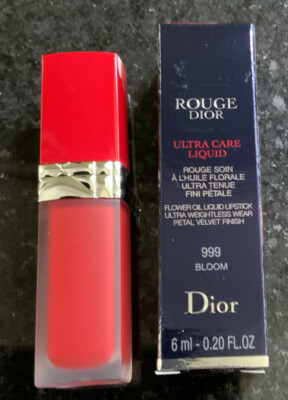 ROUGE
DIOR
ULTRA CARE
LIQUID
ROUGE SOIN
À L'HUILE FLORALE
ULTRA TENUE
FINI PÉTALE
FLOWER OIL LIQUID LIPSTICK
ULTRA WEIGHTLESS WEAR
PETAL VELVET FINISH
999
BLOOM
Dior
6 ml - 0.20 FL.OZ